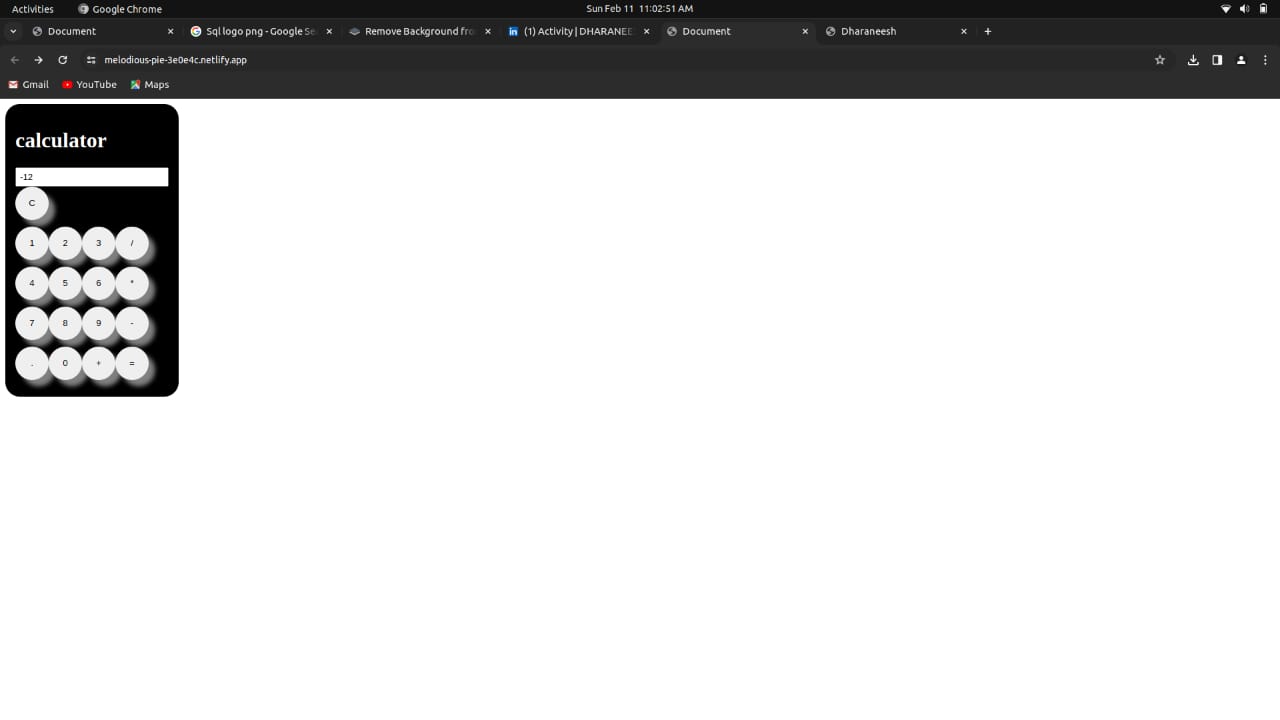 Activities Google Chrome Sun Feb 11 11:02:51 AM
Document Sql logo png - Google Se Remove Background fro (1) Activity | DHARANEE Document Dharaneesh
melodious-pie-3e0e4c.netlify.app
Gmail YouTube Maps
calculator
-12
C
1 2 3 /
4 5 6 *
7 8 9 -
. 0 + =